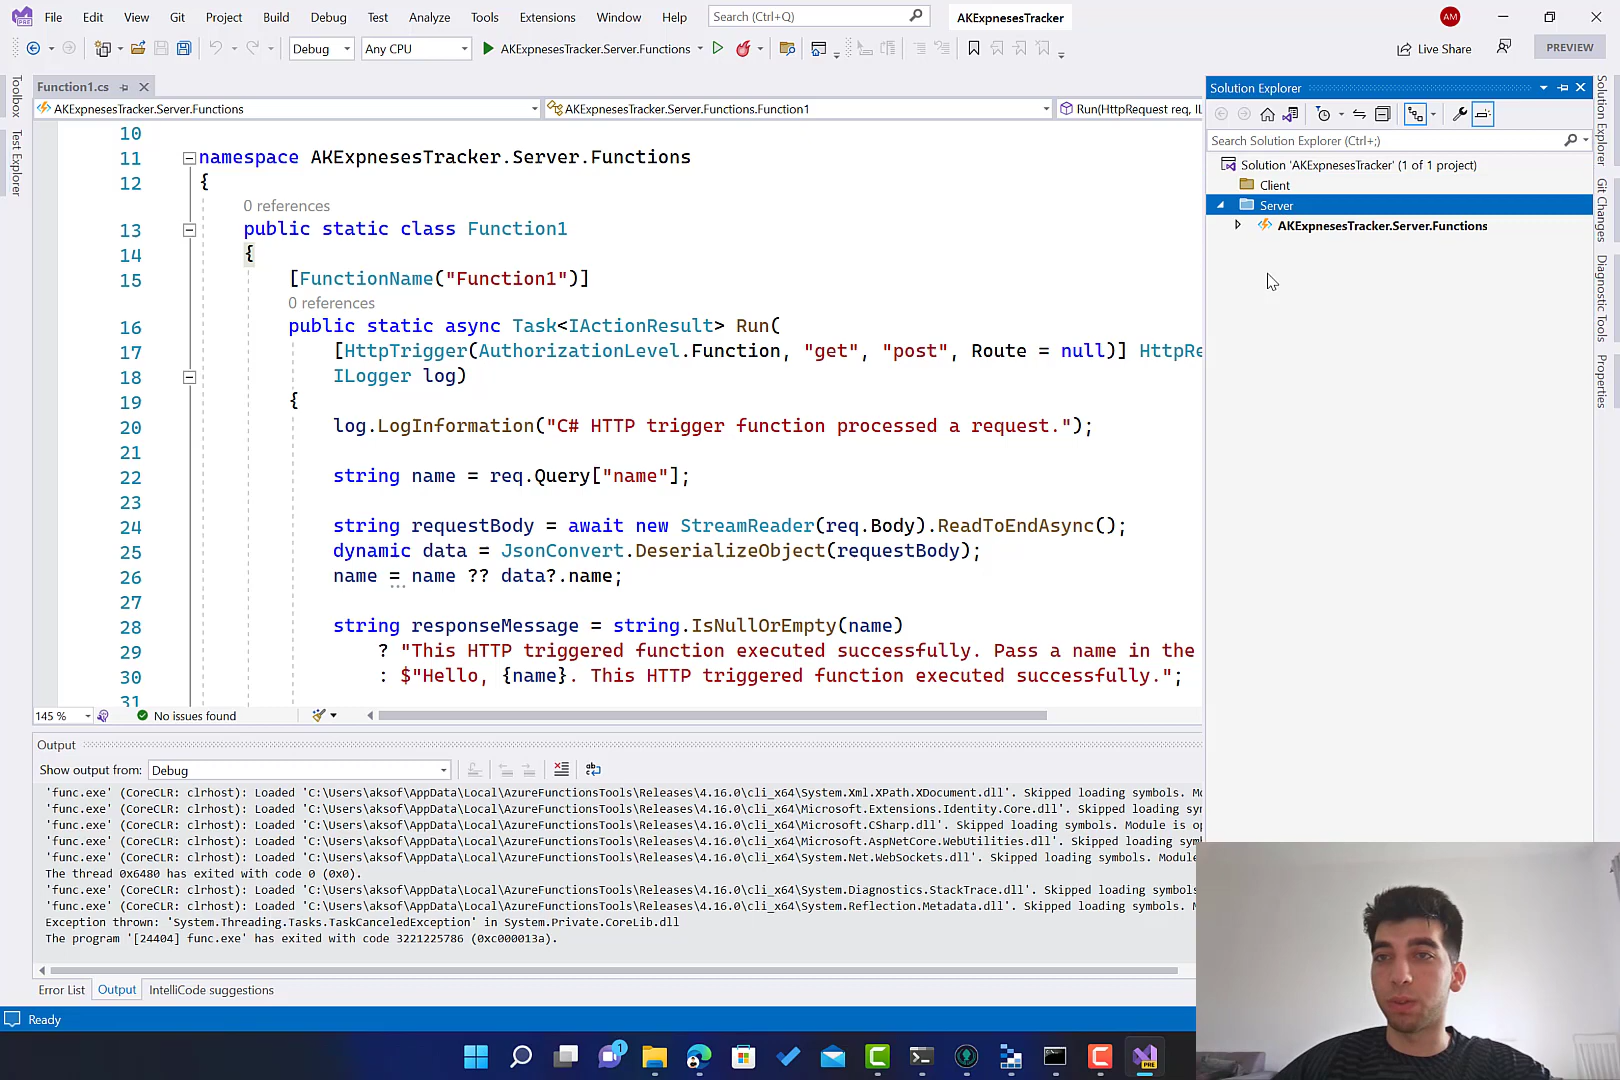 File Edit View Git Project Build Debug Test Analyze Tools Extensions Window Help Search (Ctrl+Q) AKExpnesesTracker AM
Debug Any CPU AKExpnesesTracker.Server.Functions Live Share PREVIEW
Function1.cs
AKExpnesesTracker.Server.Functions AKExpnesesTracker.Server.Functions.Function1 Run(HttpRequest req, IL
Toolbox
Test Explorer
10
11 namespace AKExpnesesTracker.Server.Functions
12 {
0 references
13 public static class Function1
14 {
15 [FunctionName("Function1")]
0 references
16 public static async Task<IActionResult> Run(
17 [HttpTrigger(AuthorizationLevel.Function, "get", "post", Route = null)] HttpRe
18 ILogger log)
19 {
20 log.LogInformation("C# HTTP trigger function processed a request.");
21
22 string name = req.Query["name"];
23
24 string requestBody = await new StreamReader(req.Body).ReadToEndAsync();
25 dynamic data = JsonConvert.DeserializeObject(requestBody);
26 name = name ?? data?.name;
27
28 string responseMessage = string.IsNullOrEmpty(name)
29 ? "This HTTP triggered function executed successfully. Pass a name in the
30 : $"Hello, {name}. This HTTP triggered function executed successfully.";
31
145 % No issues found
Output
Show output from: Debug
'func.exe' (CoreCLR: clrhost): Loaded 'C:\Users\aksof\AppData\Local\AzureFunctionsTools\Releases\4.16.0\cli_x64\System.Xml.XPath.XDocument.dll'. Skipped loading symbols. Mo
'func.exe' (CoreCLR: clrhost): Loaded 'C:\Users\aksof\AppData\Local\AzureFunctionsTools\Releases\4.16.0\cli_x64\Microsoft.Extensions.Identity.Core.dll'. Skipped loading sy
'func.exe' (CoreCLR: clrhost): Loaded 'C:\Users\aksof\AppData\Local\AzureFunctionsTools\Releases\4.16.0\cli_x64\Microsoft.CSharp.dll'. Skipped loading symbols. Module is op
'func.exe' (CoreCLR: clrhost): Loaded 'C:\Users\aksof\AppData\Local\AzureFunctionsTools\Releases\4.16.0\cli_x64\Microsoft.AspNetCore.WebUtilities.dll'. Skipped loading sym
'func.exe' (CoreCLR: clrhost): Loaded 'C:\Users\aksof\AppData\Local\AzureFunctionsTools\Releases\4.16.0\cli_x64\System.Net.WebSockets.dll'. Skipped loading symbols. Modul
The thread 0x6480 has exited with code 0 (0x0).
'func.exe' (CoreCLR: clrhost): Loaded 'C:\Users\aksof\AppData\Local\AzureFunctionsTools\Releases\4.16.0\cli_x64\System.Diagnostics.StackTrace.dll'. Skipped loading symbols
'func.exe' (CoreCLR: clrhost): Loaded 'C:\Users\aksof\AppData\Local\AzureFunctionsTools\Releases\4.16.0\cli_x64\System.Reflection.Metadata.dll'. Skipped loading symbols.
Exception thrown: 'System.Threading.Tasks.TaskCanceledException' in System.Private.CoreLib.dll
The program '[24404] func.exe' has exited with code 3221225786 (0xc000013a).
Error List Output IntelliCode suggestions
Ready
Solution Explorer
Search Solution Explorer (Ctrl+;)
Solution 'AKExpnesesTracker' (1 of 1 project)
Client
Server
AKExpnesesTracker.Server.Functions
Solution Explorer
Git Changes
Diagnostic Tools
Properties
1
PRE